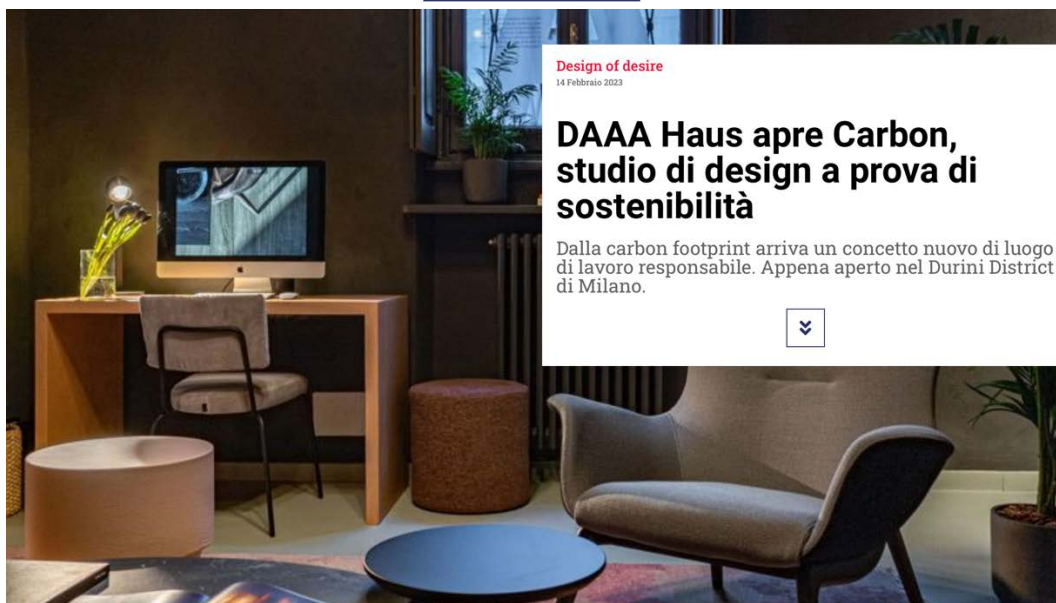 Design of desire
14 Febbraio 2023
DAAA Haus apre Carbon,
studio di design a prova di
sostenibilità
Dalla carbon footprint arriva un concetto nuovo di luogo
di lavoro responsabile. Appena aperto nel Durini District
di Milano.